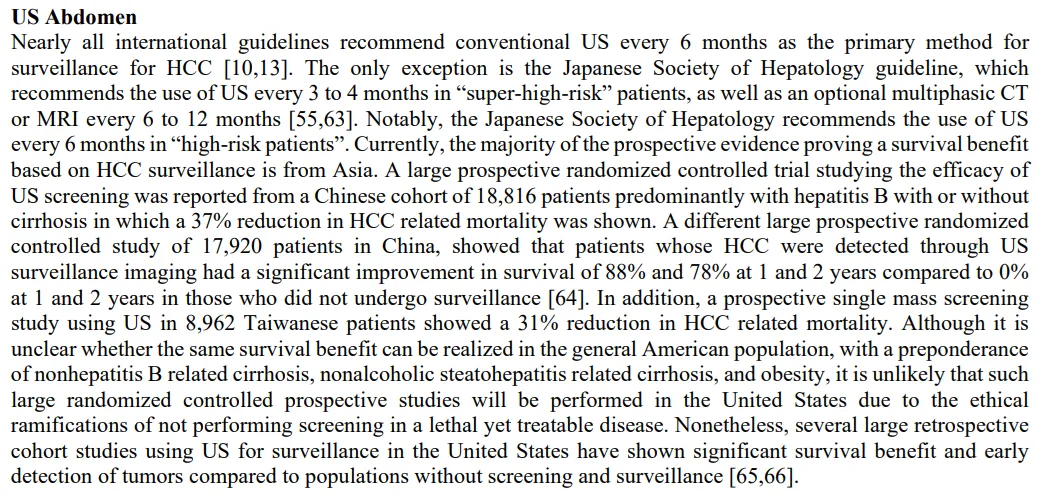 US Abdomen
Nearly all international guidelines recommend conventional US every 6 months as the primary method for
surveillance for HCC [10,13]. The only exception is the Japanese Society of Hepatology guideline, which
recommends the use of US every 3 to 4 months in “super-high-risk” patients, as well as an optional multiphasic CT
or MRI every 6 to 12 months [55,63]. Notably, the Japanese Society of Hepatology recommends the use of US
every 6 months in “high-risk patients”. Currently, the majority of the prospective evidence proving a survival benefit
based on HCC surveillance is from Asia. A large prospective randomized controlled trial studying the efficacy of
US screening was reported from a Chinese cohort of 18,816 patients predominantly with hepatitis B with or without
cirrhosis in which a 37% reduction in HCC related mortality was shown. A different large prospective randomized
controlled study of 17,920 patients in China, showed that patients whose HCC were detected through US
surveillance imaging had a significant improvement in survival of 88% and 78% at 1 and 2 years compared to 0%
at 1 and 2 years in those who did not undergo surveillance [64]. In addition, a prospective single mass screening
study using US in 8,962 Taiwanese patients showed a 31% reduction in HCC related mortality. Although it is
unclear whether the same survival benefit can be realized in the general American population, with a preponderance
of nonhepatitis B related cirrhosis, nonalcoholic steatohepatitis related cirrhosis, and obesity, it is unlikely that such
large randomized controlled prospective studies will be performed in the United States due to the ethical
ramifications of not performing screening in a lethal yet treatable disease. Nonetheless, several large retrospective
cohort studies using US for surveillance in the United States have shown significant survival benefit and early
detection of tumors compared to populations without screening and surveillance [65,66].